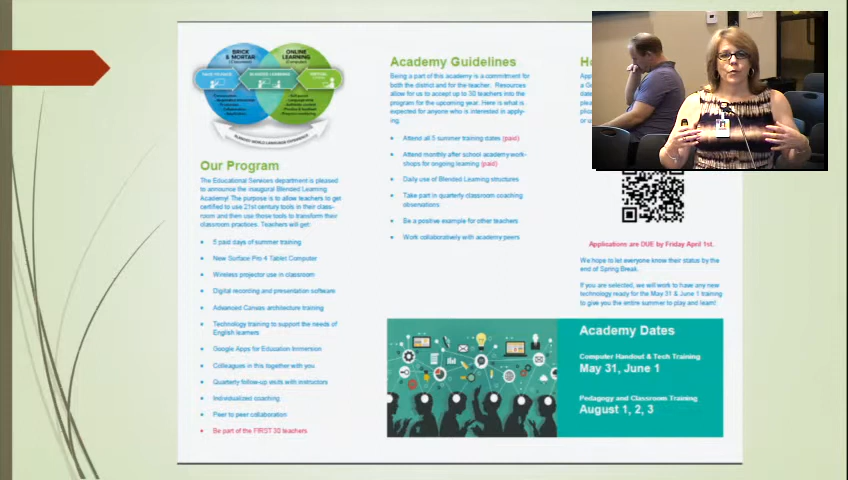 BRICK & MORTAR
ONLINE LEARNING
BLENDED LEARNING
Our Program
The Educational Services department is pleased
to announce the inaugural Blended Learning
Academy! The purpose is to allow teachers to get
certified to use 21st century tools in their class-
room and then use those tools to transform their
classroom practices. Teachers will get:
5 paid days of summer training
New Surface Pro 4 Tablet Computer
Wireless projector use in classroom
Digital recording and presentation software
Advanced Canvas architecture training
Technology training to support the needs of
English learners
Google Apps for Education Immersion
Colleagues in this together with you
Quarterly follow-up visits with instructors
Individualized coaching
Peer to peer collaboration
Be part of the FIRST 30 teachers
Academy Guidelines
Being a part of this academy is a commitment for
both the district and for the teacher. Resources
allow for us to accept up to 30 teachers into the
program for the upcoming year. Here is what is
expected for anyone who is interested in apply-
ing.
Attend all 5 summer training dates (paid)
Attend monthly after school academy work-
shops for ongoing learning (paid)
Daily use of Blended Learning structures
Take part in quarterly classroom coaching
observations
Be a positive example for other teachers
Work collaboratively with academy peers
Applications are DUE by Friday April 1st.
We hope to let everyone know their status by the
end of Spring Break.
If you are selected, we will work to have any new
technology ready for the May 31 & June 1 training
to give you the entire summer to play and learn!
Academy Dates
Computer Handout & Tech Training
May 31, June 1
Pedagogy and Classroom Training
August 1, 2, 3